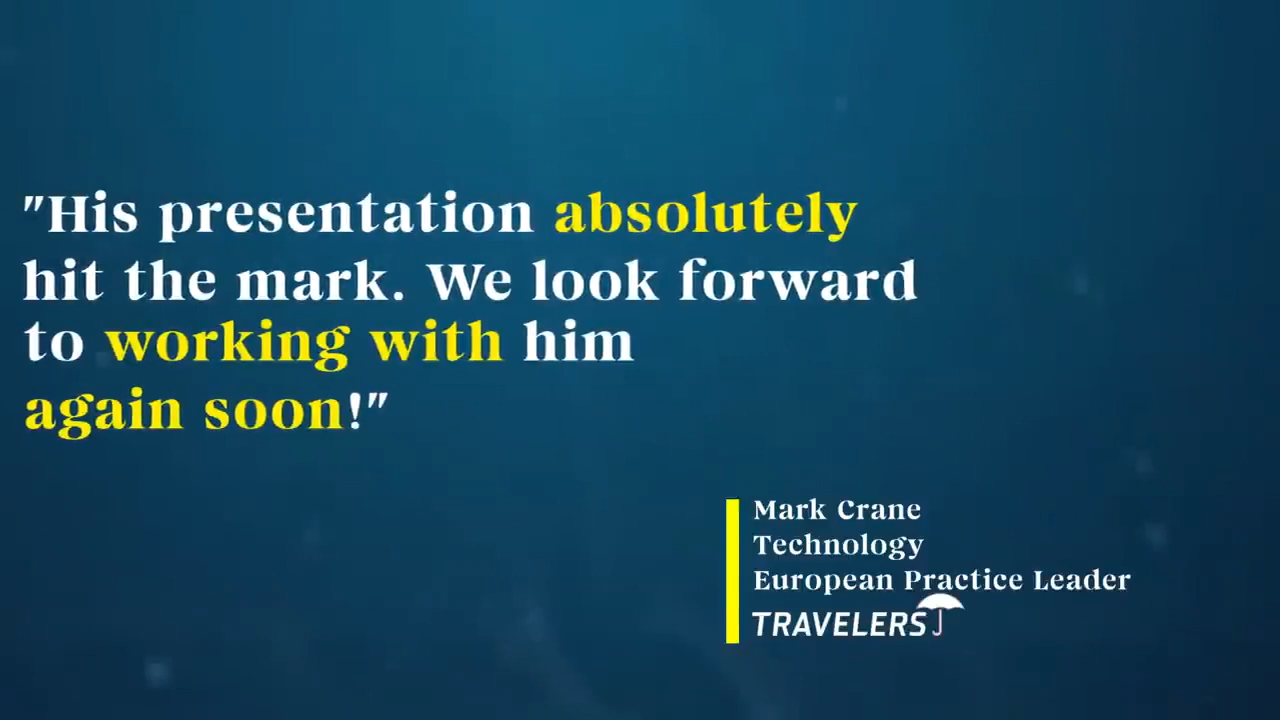 "His presentation absolutely
hit the mark. We look forward
to working with him
again soon!"
Mark Crane
Technology
European Practice Leader
TRAVELERS